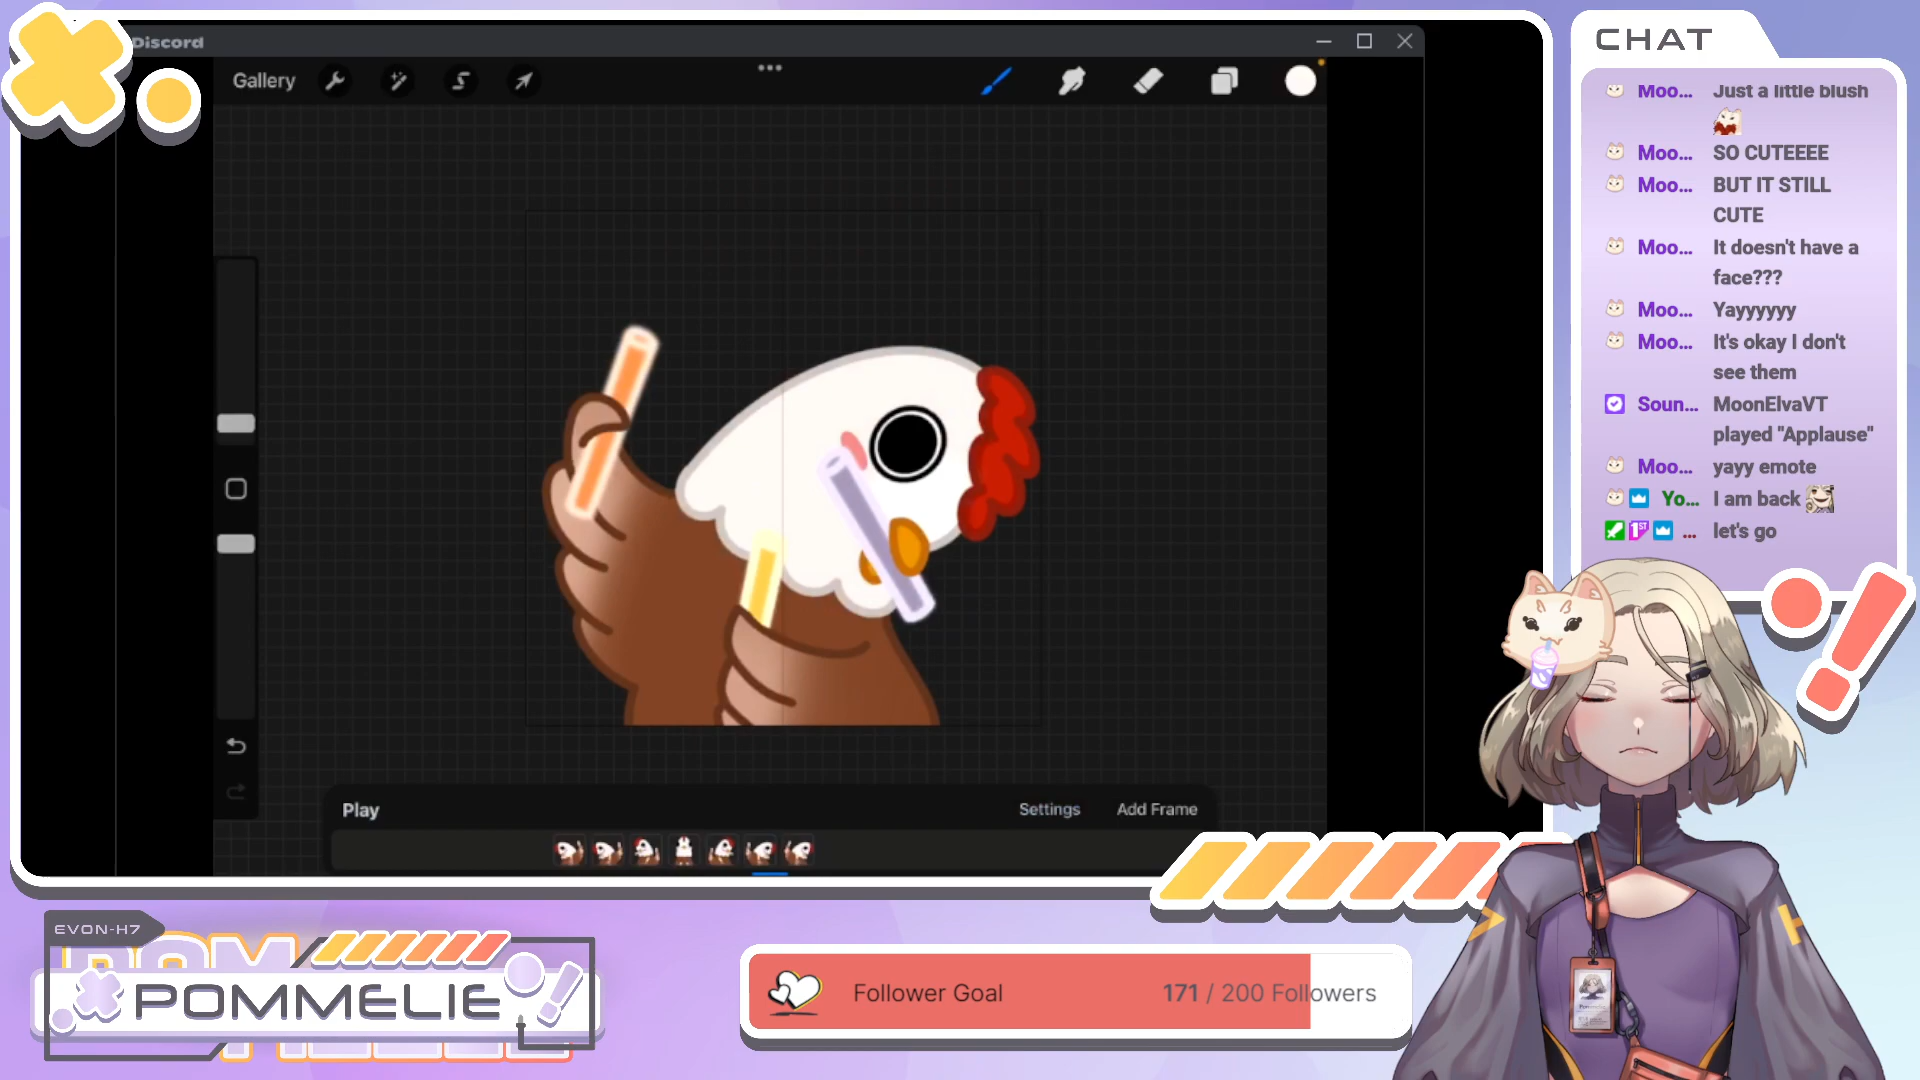 Discord
Gallery
Play
Settings
Add Frame
CHAT
Moo... Just a little blush
Moo... SO CUTEEEE
Moo... BUT IT STILL
CUTE
Moo... It doesn't have a
face???
Moo... Yayyyyyy
Moo... It's okay I don't
see them
Soun... MoonElvaVT
played "Applause"
Moo... yayy emote
Yo... I am back
1ST ... let's go
EVON-H7
POMMELIE
Follower Goal
171 / 200 Followers